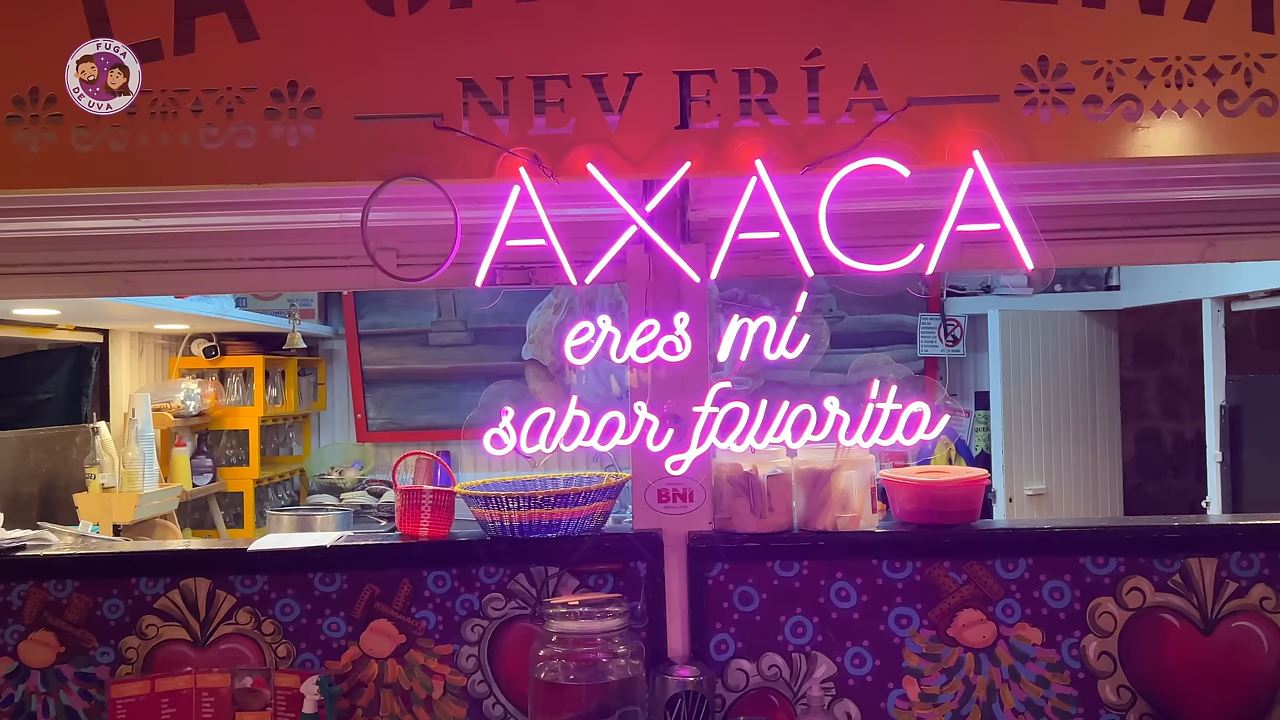 FUGA
DE UVA
NEVERÍA
OAXACA
eres mi
sabor favorito
BNI